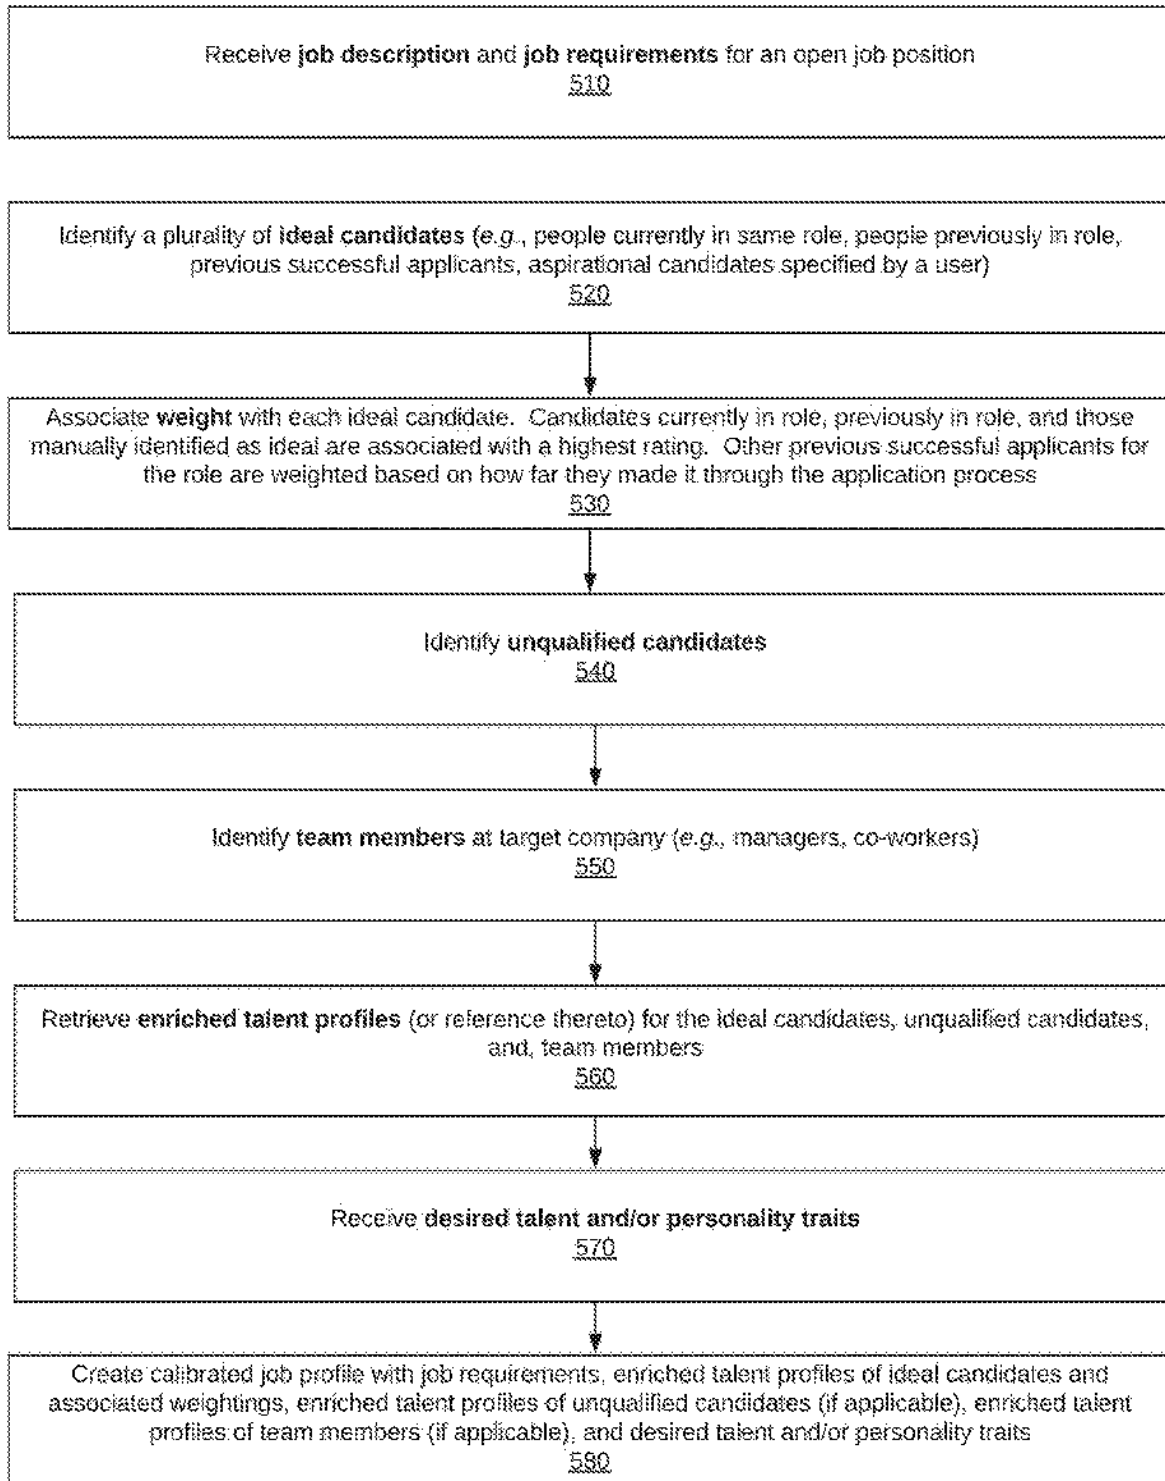 Receive job description and job requirements for an open job position
510
Identify a plurality of ideal candidates (e.g., people currently in same role, people previously in role,
previous successful applicants, aspirational candidates specified by a user)
520
Associate weight with each ideal candidate. Candidates currently in role, previously in role, and those
manually identified as ideal are associated with a highest rating. Other previous successful applicants for
the role are weighted based on how far they made it through the application process
530
Identify unqualified candidates
540
Identify team members at target company (e.g., managers, co-workers)
550
Retrieve enriched talent profiles (or reference thereto) for the ideal candidates, unqualified candidates,
and, team members
560
Receive desired talent and/or personality traits
570
Create calibrated job profile with job requirements, enriched talent profiles of ideal candidates and
associated weightings, enriched talent profiles of unqualified candidates (if applicable), enriched talent
profiles of team members (if applicable), and desired talent and/or personality traits
580